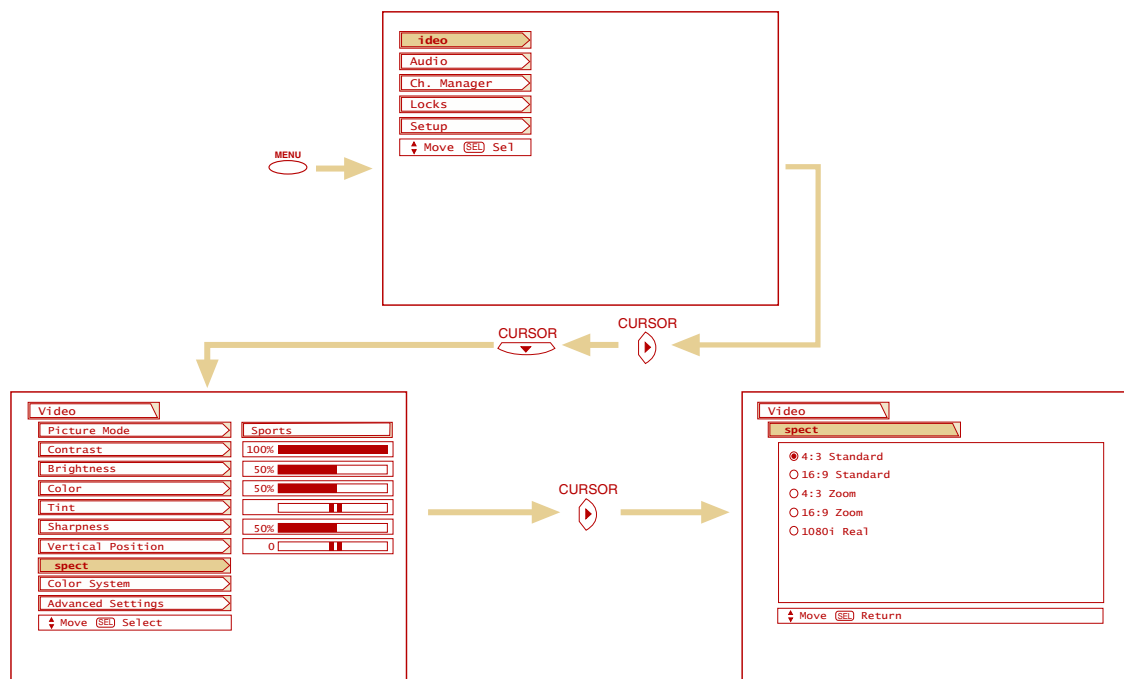 ideo
Audio
Ch. Manager
Locks
Setup
Move SEL Sel
MENU
CURSOR
CURSOR
Video
Picture Mode Sports
Contrast 100%
Brightness 50%
Color 50%
Tint
Sharpness 50%
Vertical Position 0
spect
Color System
Advanced Settings
Move SEL Select
CURSOR
Video
spect
4:3 Standard
16:9 Standard
4:3 Zoom
16:9 Zoom
1080i Real
Move SEL Return